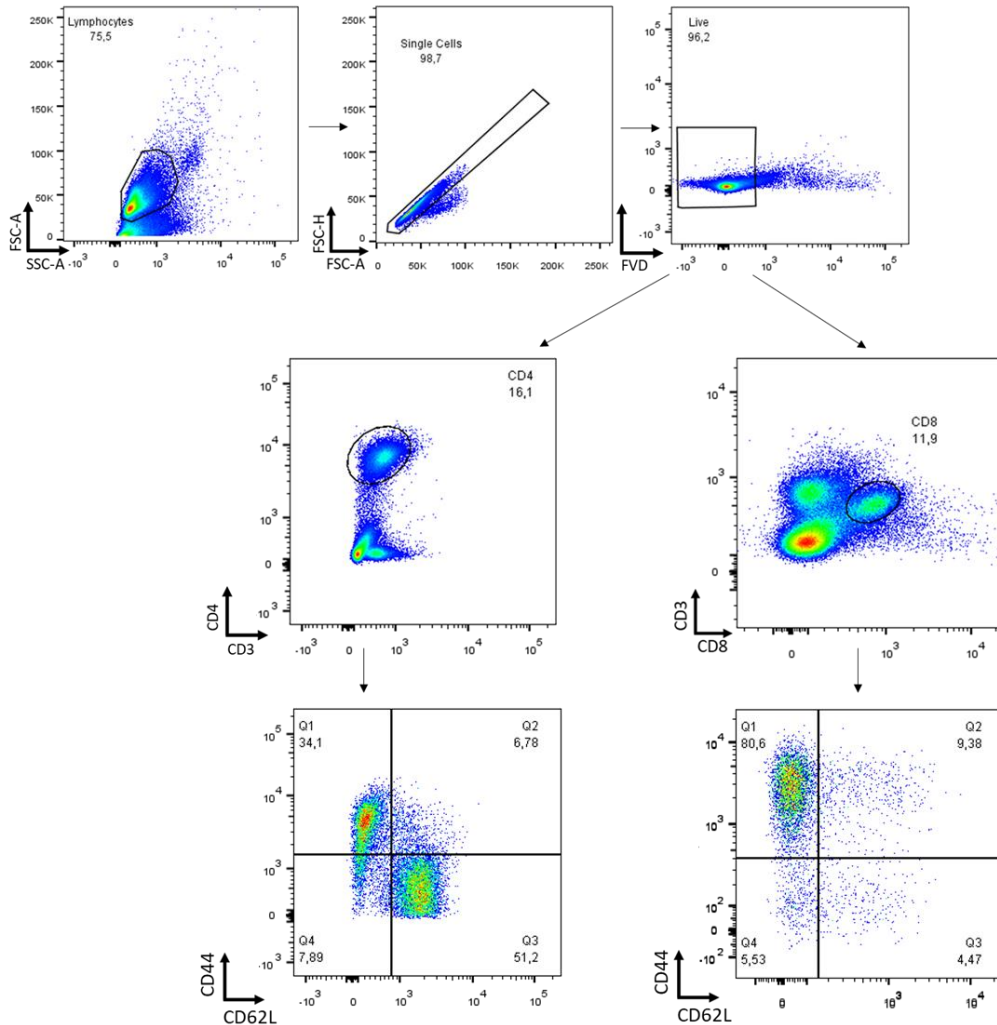 Lymphocytes
75,5
250K
200K
150K
100K
50K
0
FSC-A
-10³ 0 10³ 10⁴ 10⁵
SSC-A
Single Cells
98,7
250K
200K
150K
100K
50K
0
FSC-H
0 50K 100K 150K 200K 250K
FSC-A
Live
96,2
10⁵
10⁴
10³
0
-10³
-10³ 0 10³ 10⁴ 10⁵
FVD
CD4
16,1
10⁵
10⁴
10³
0
10³
CD4
-10³ 0 10³ 10⁴ 10⁵
CD3
CD8
11,9
10⁴
10³
0
CD3
0 10³ 10⁴
CD8
Q1
34,1
Q2
6,78
10⁵
10⁴
10³
0
-10³
Q4
7,89
Q3
51,2
CD44
-10³ 0 10³ 10⁴ 10⁵
CD62L
Q1
80,6
Q2
9,38
10⁴
10³
10²
0
-10²
Q4
5,53
Q3
4,47
CD44
0 10³ 10⁴
CD62L